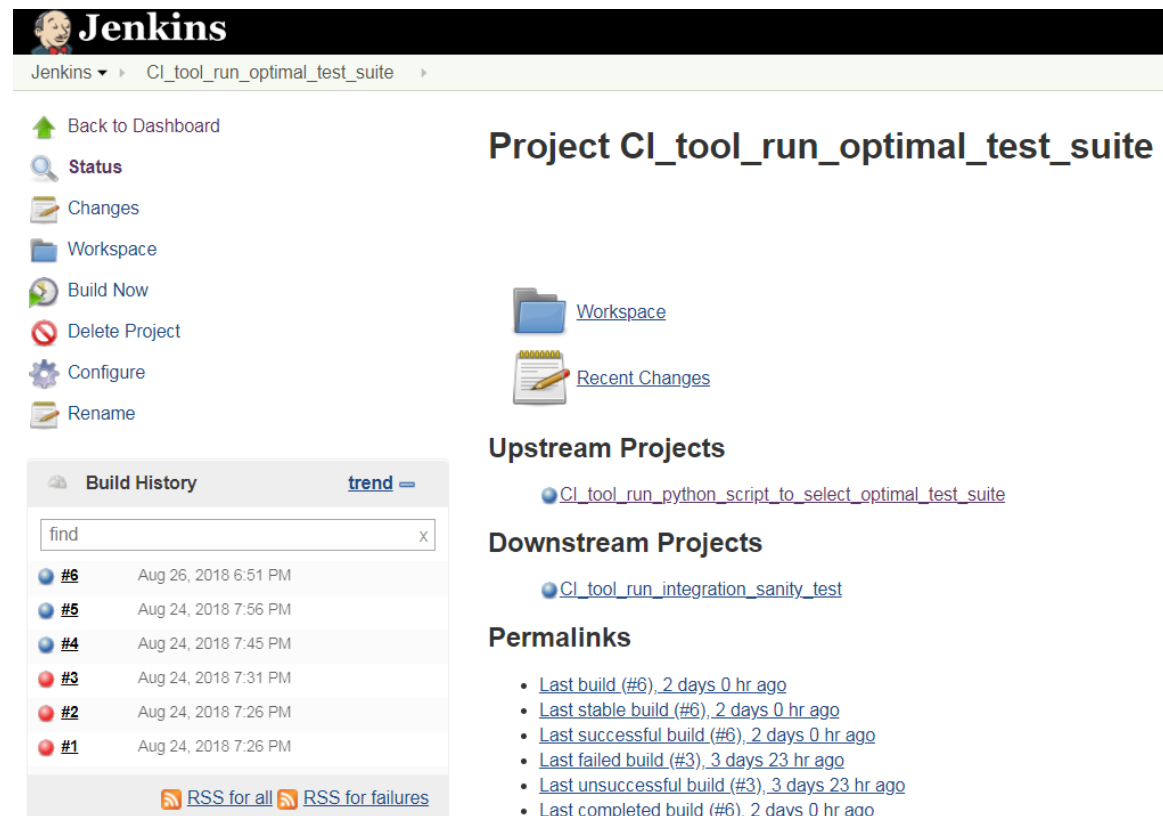 Jenkins
Jenkins CI_tool_run_optimal_test_suite
Back to Dashboard
Status
Changes
Workspace
Build Now
Delete Project
Configure
Rename
Build History trend
find x
#6 Aug 26, 2018 6:51 PM
#5 Aug 24, 2018 7:56 PM
#4 Aug 24, 2018 7:45 PM
#3 Aug 24, 2018 7:31 PM
#2 Aug 24, 2018 7:26 PM
#1 Aug 24, 2018 7:26 PM
RSS for all RSS for failures
Project CI_tool_run_optimal_test_suite
Workspace
Recent Changes
Upstream Projects
CI_tool_run_python_script_to_select_optimal_test_suite
Downstream Projects
CI_tool_run_integration_sanity_test
Permalinks
Last build (#6), 2 days 0 hr ago
Last stable build (#6), 2 days 0 hr ago
Last successful build (#6), 2 days 0 hr ago
Last failed build (#3), 3 days 23 hr ago
Last unsuccessful build (#3), 3 days 23 hr ago
Last completed build (#6), 2 days 0 hr ago